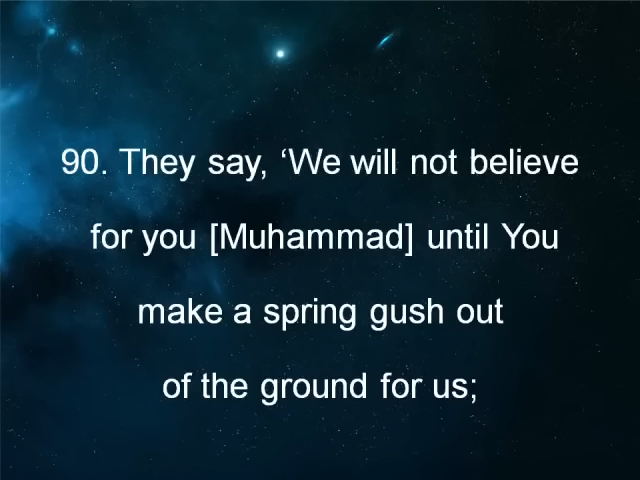 90. They say, ‘We will not believe
for you [Muhammad] until You
make a spring gush out
of the ground for us;